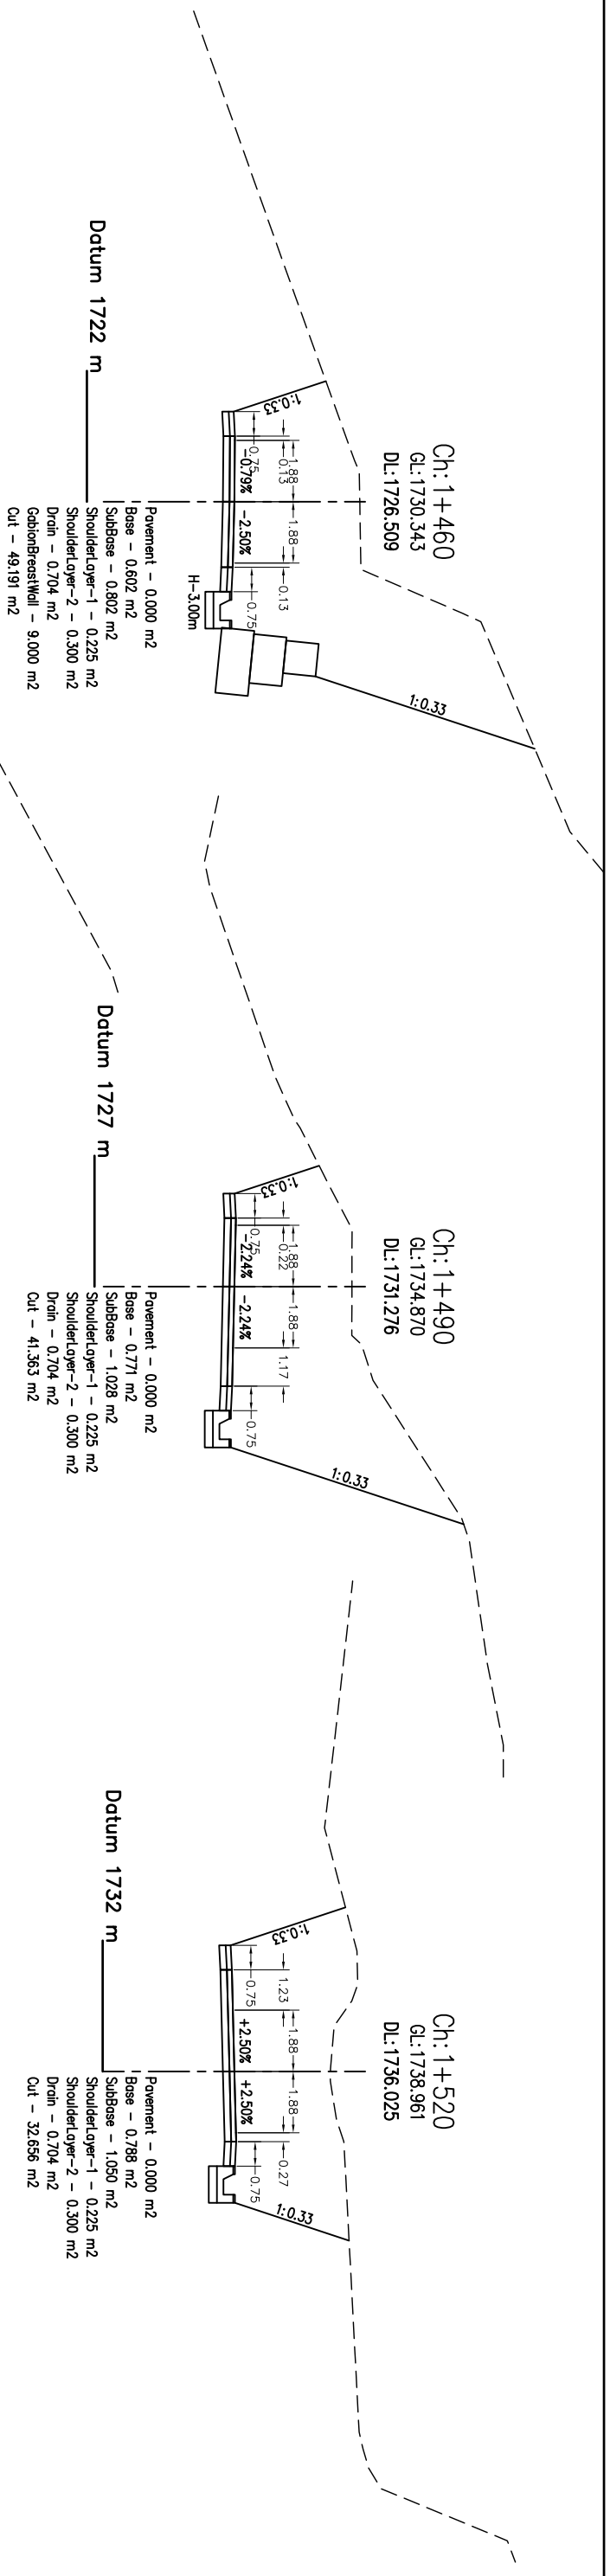 Ch:1+460
GL:1730.343
DL:1726.509
1:0.33
1.88
1.88
0.13
0.13
0.75
0.75
-0.79%
-2.50%
1:0.33
H-3.00m
Datum 1722 m
Pavement - 0.000 m2
Base - 0.602 m2
SubBase - 0.802 m2
ShoulderLayer-1 - 0.225 m2
ShoulderLayer-2 - 0.300 m2
Drain - 0.704 m2
GabionBreastWall - 9.000 m2
Cut - 49.191 m2
Ch:1+490
GL:1734.870
DL:1731.276
1:0.33
1.88
1.88
0.22
1.17
0.75
0.75
-2.24%
-2.24%
1:0.33
Datum 1727 m
Pavement - 0.000 m2
Base - 0.771 m2
SubBase - 1.028 m2
ShoulderLayer-1 - 0.225 m2
ShoulderLayer-2 - 0.300 m2
Drain - 0.704 m2
Cut - 41.363 m2
Ch:1+520
GL:1738.961
DL:1736.025
1:0.33
1.88
1.88
1.23
0.27
0.75
0.75
+2.50%
+2.50%
1:0.33
Datum 1732 m
Pavement - 0.000 m2
Base - 0.788 m2
SubBase - 1.050 m2
ShoulderLayer-1 - 0.225 m2
ShoulderLayer-2 - 0.300 m2
Drain - 0.704 m2
Cut - 32.656 m2